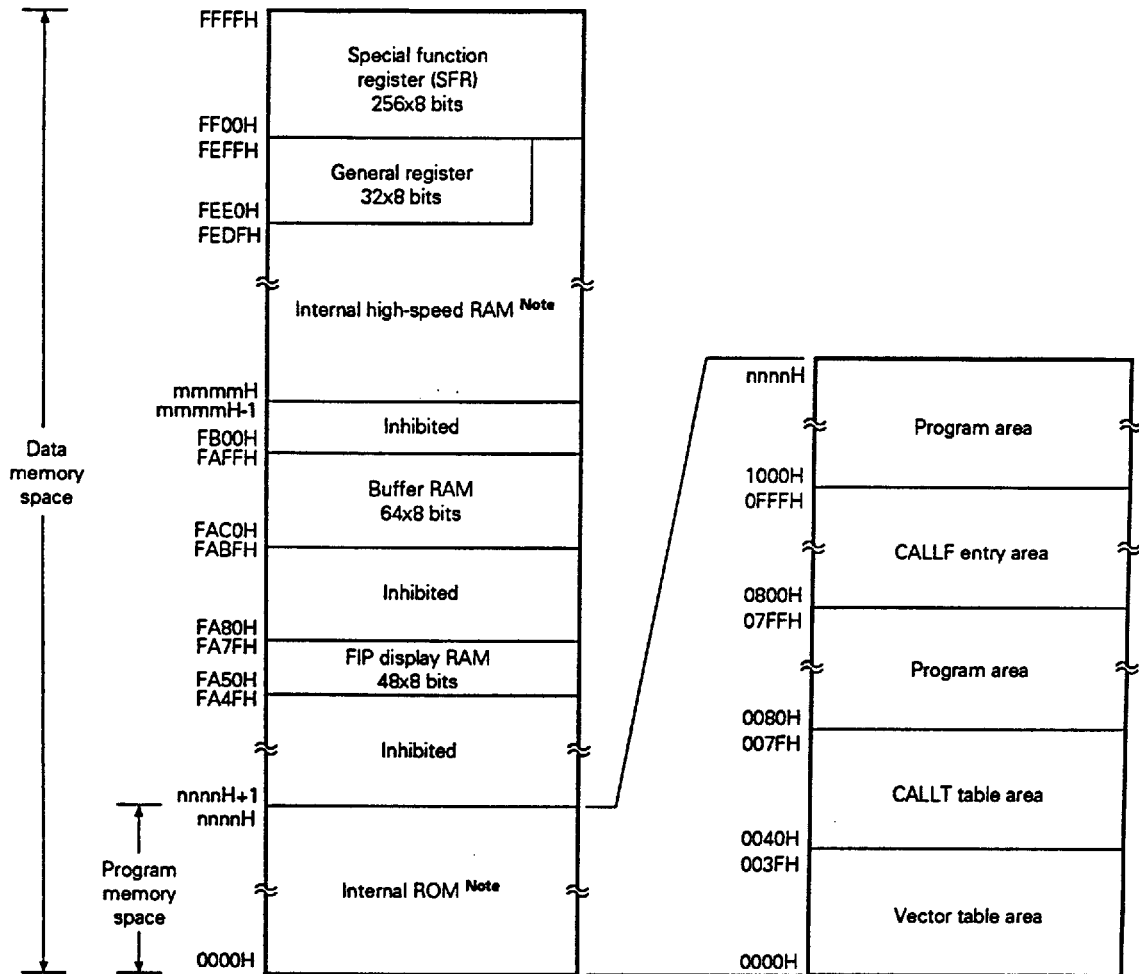 FFFFH
Special function
register (SFR)
256x8 bits
FF00H
FEFFH
General register
32x8 bits
FEE0H
FEDFH
Internal high-speed RAM Note
mmmmH
mmmmH-1
Inhibited
FB00H
FAFFH
Buffer RAM
64x8 bits
FAC0H
FABFH
Inhibited
FA80H
FA7FH
FIP display RAM
48x8 bits
FA50H
FA4FH
Inhibited
nnnnH+1
nnnnH
Internal ROM Note
0000H
Data
memory
space
Program
memory
space
nnnnH
Program area
1000H
0FFFH
CALLF entry area
0800H
07FFH
Program area
0080H
007FH
CALLT table area
0040H
003FH
Vector table area
0000H